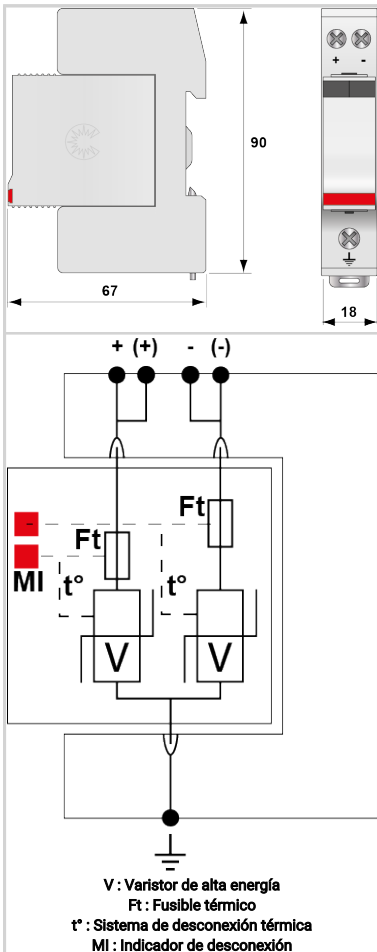 + -
90
67
18
+ (+) - (-)
Ft
Ft
-
MI
t°
t°
V
V
V : Varistor de alta energía
Ft : Fusible térmico
t° : Sistema de desconexión térmica
MI : Indicador de desconexión